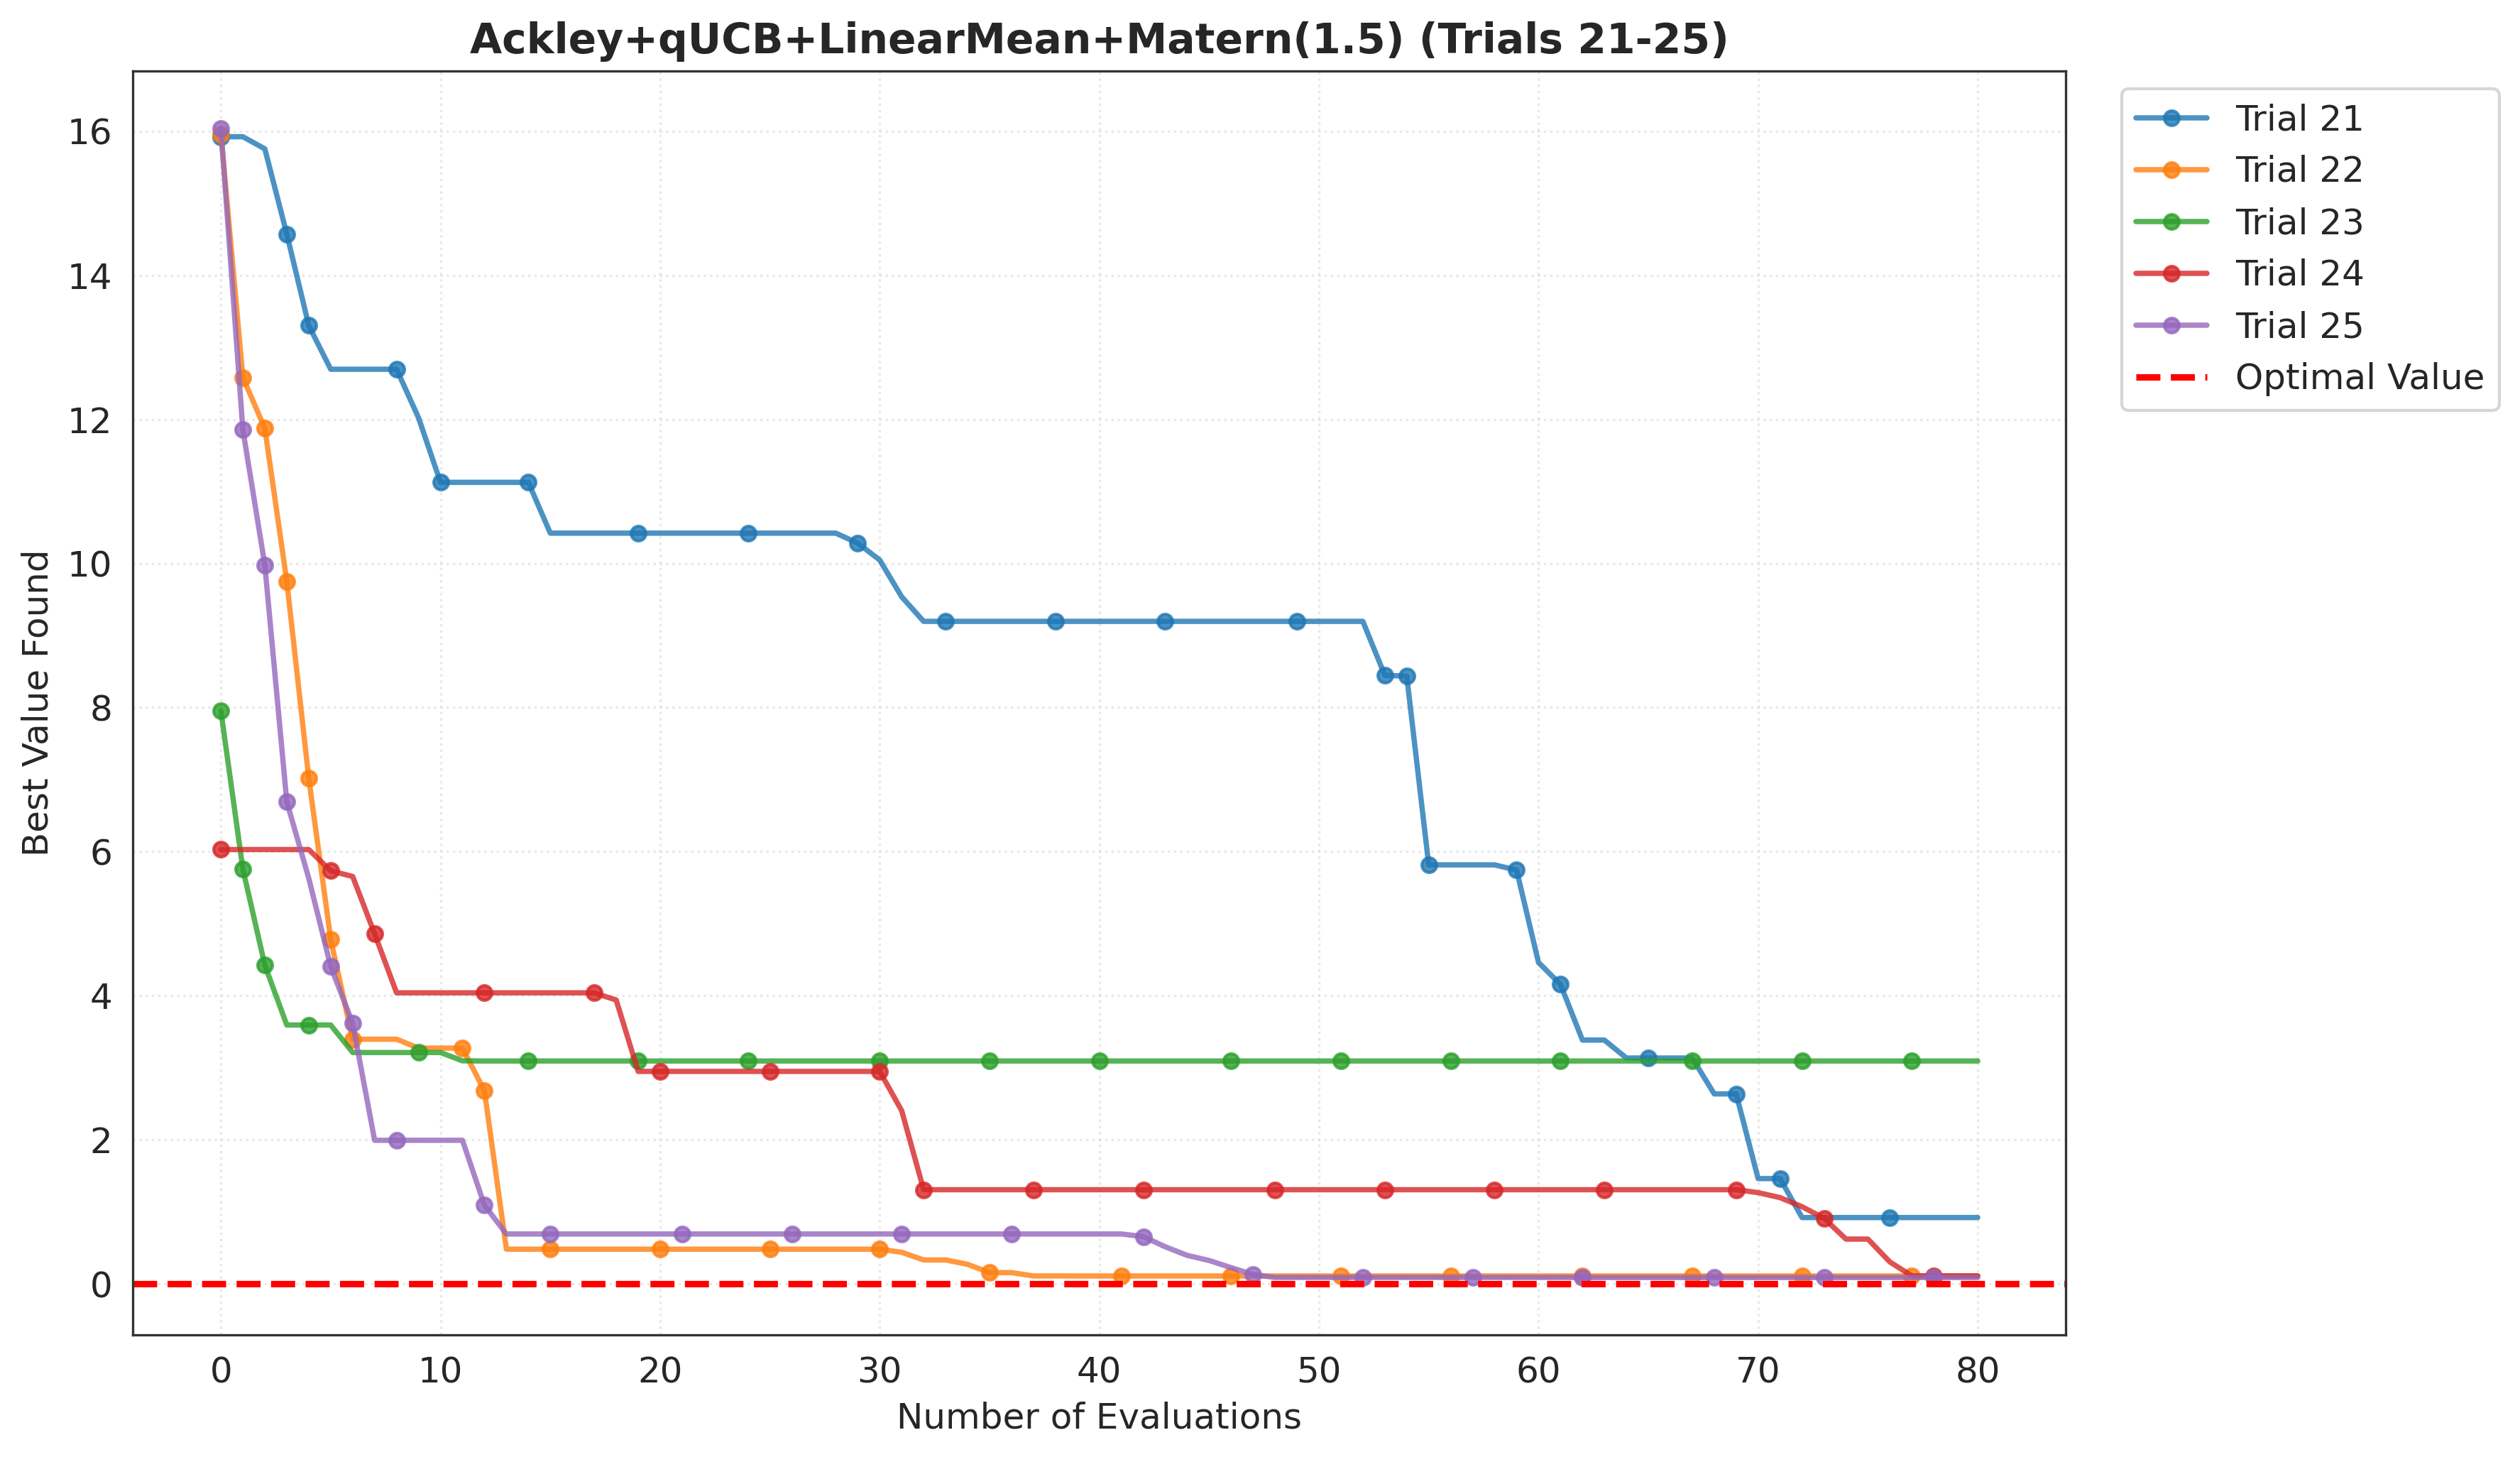 Ackley+qUCB+LinearMean+Matern(1.5) (Trials 21-25)
Best Value Found
16
14
12
10
8
6
4
2
0
0 10 20 30 40 50 60 70 80
Number of Evaluations
Trial 21
Trial 22
Trial 23
Trial 24
Trial 25
Optimal Value